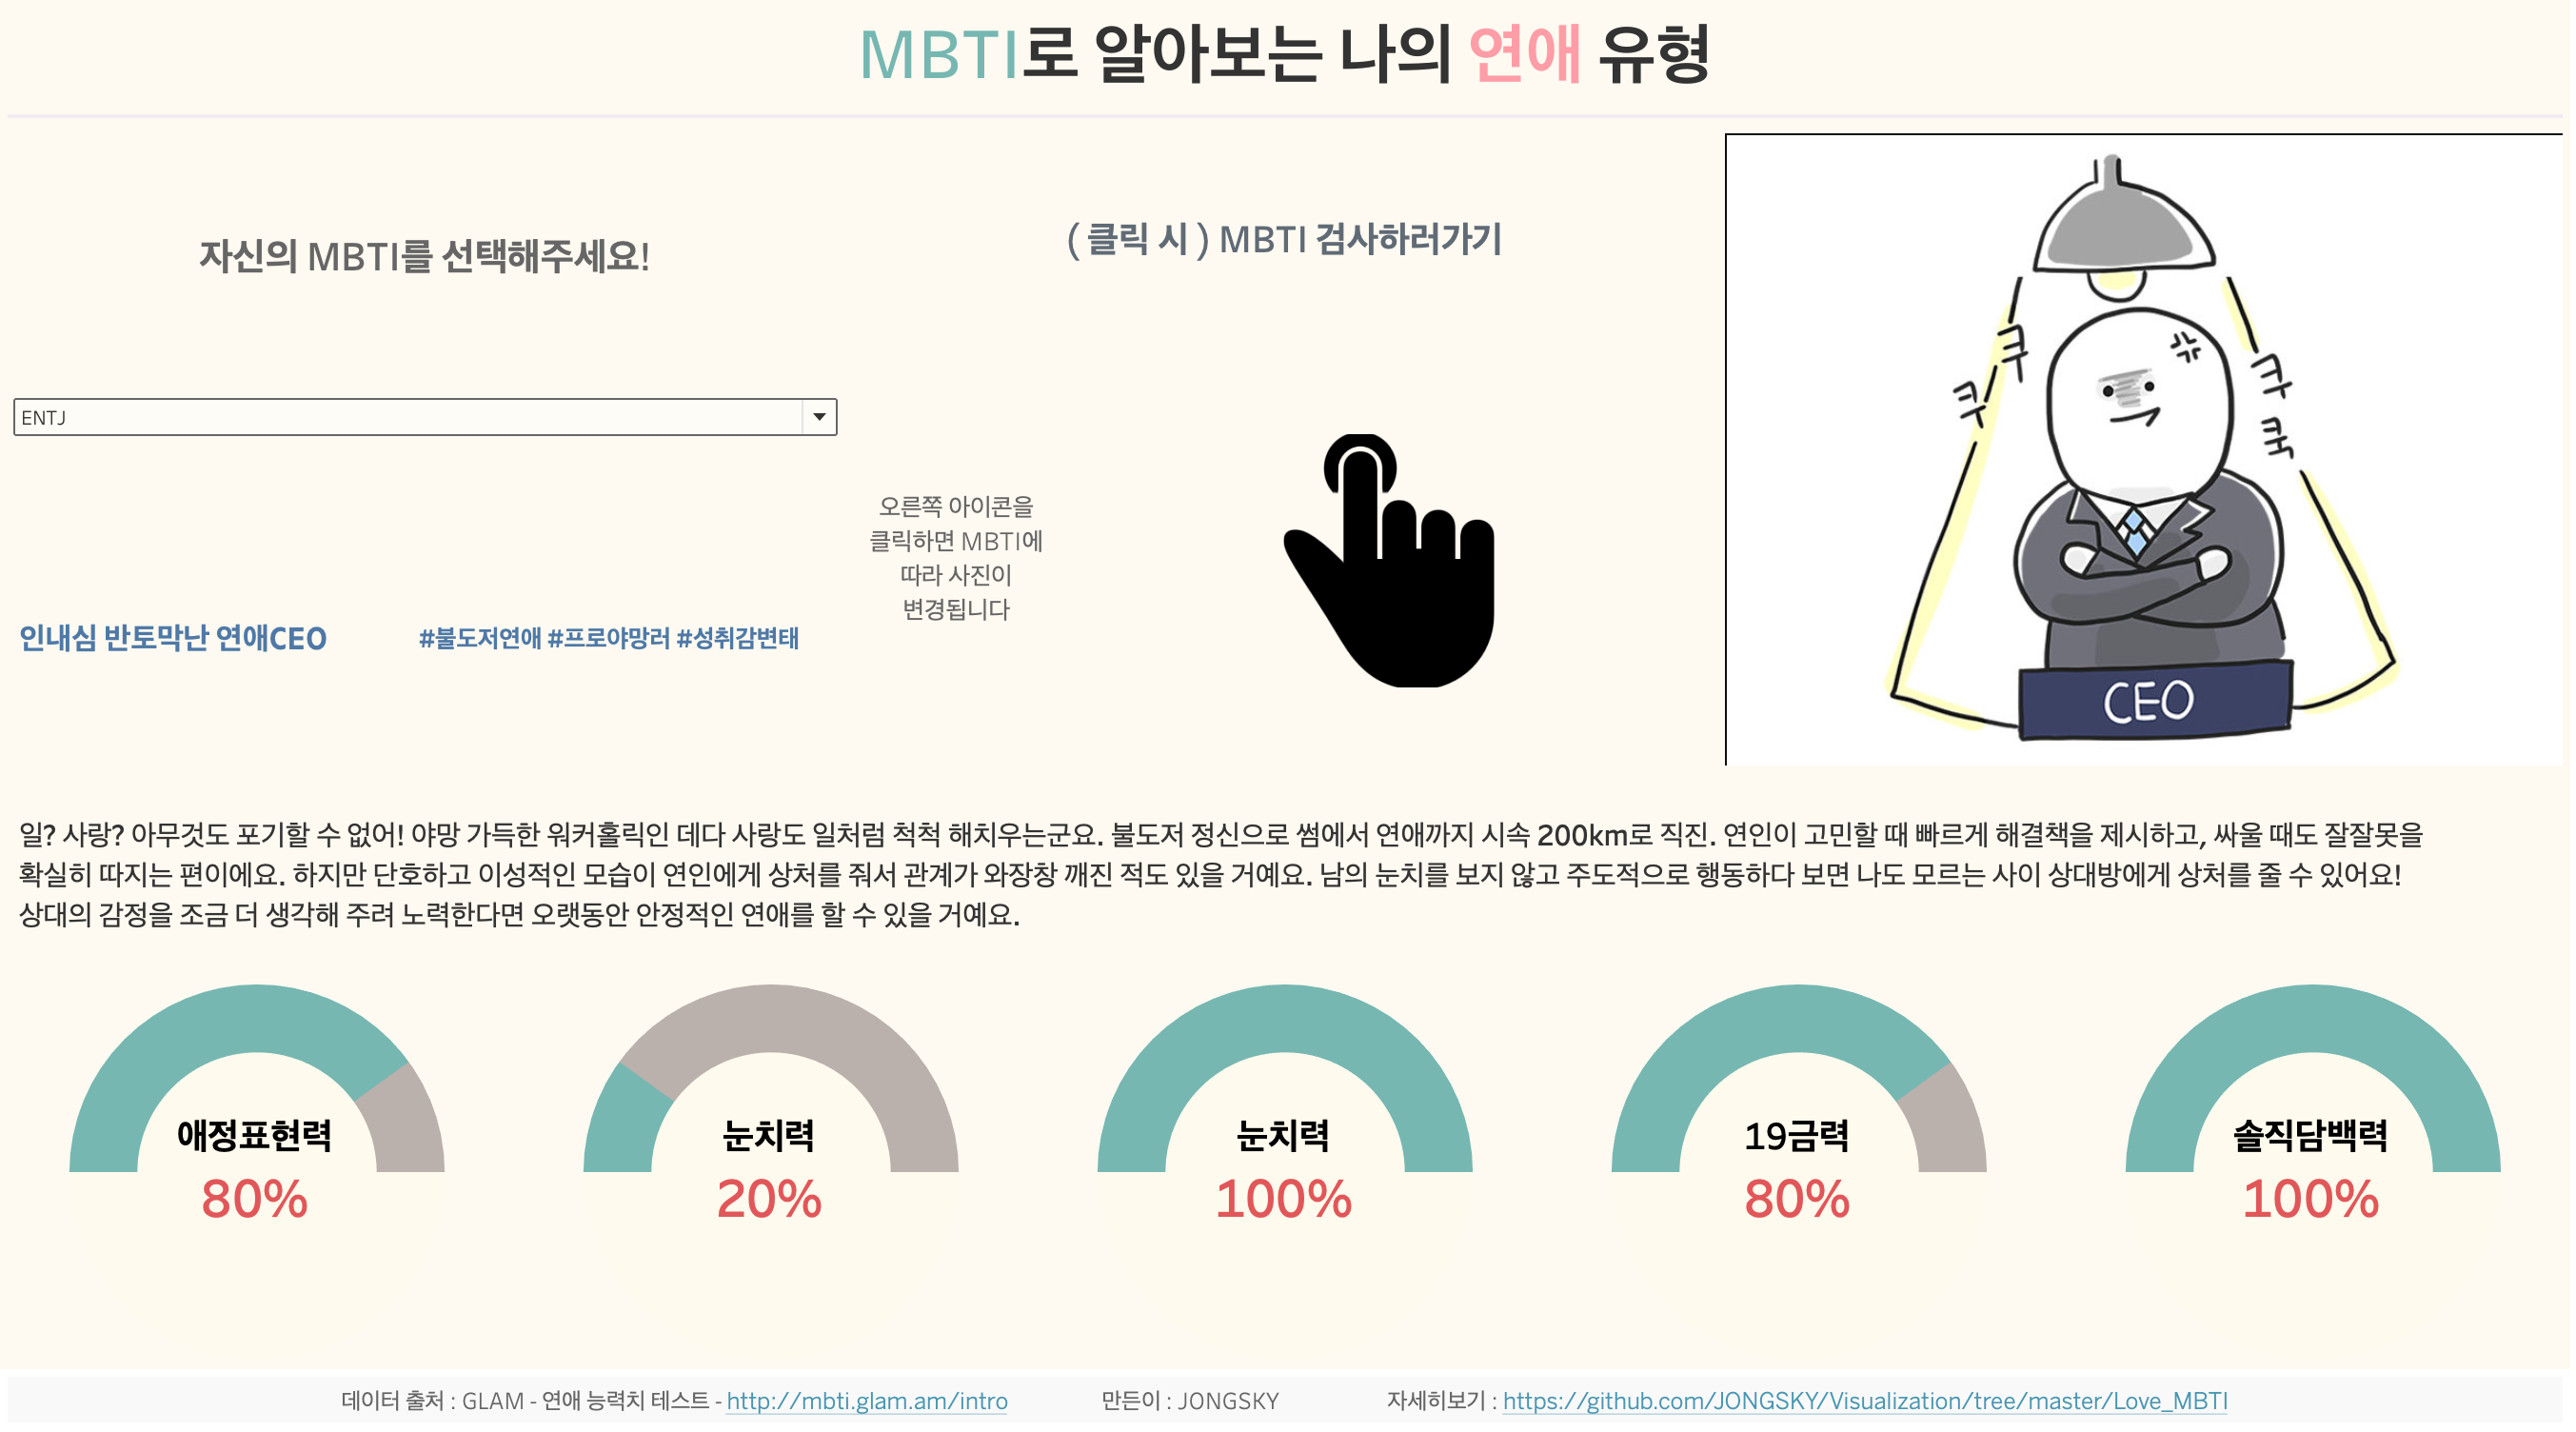 MBTI로 알아보는 나의 연애 유형
자신의 MBTI를 선택해주세요!
( 클릭 시 ) MBTI 검사하러가기
ENTJ
오른쪽 아이콘을
클릭하면 MBTI에
따라 사진이
변경됩니다
인내심 반토막난 연애CEO
#불도저연애 #프로야망러 #성취감변태
쿠
쿠
콰
쾈
CEO
일? 사랑? 아무것도 포기할 수 없어! 야망 가득한 워커홀릭인 데다 사랑도 일처럼 척척 해치우는군요. 불도저 정신으로 썸에서 연애까지 시속 200km로 직진. 연인이 고민할 때 빠르게 해결책을 제시하고, 싸울 때도 잘잘못을
확실히 따지는 편이에요. 하지만 단호하고 이성적인 모습이 연인에게 상처를 줘서 관계가 와장창 깨진 적도 있을 거예요. 남의 눈치를 보지 않고 주도적으로 행동하다 보면 나도 모르는 사이 상대방에게 상처를 줄 수 있어요!
상대의 감정을 조금 더 생각해 주려 노력한다면 오랫동안 안정적인 연애를 할 수 있을 거예요.
애정표현력
80%
눈치력
20%
눈치력
100%
19금력
80%
솔직담백력
100%
데이터 출처 : GLAM - 연애 능력치 테스트 - http://mbti.glam.am/intro
만든이 : JONGSKY
자세히보기 : https://github.com/JONGSKY/Visualization/tree/master/Love_MBTI